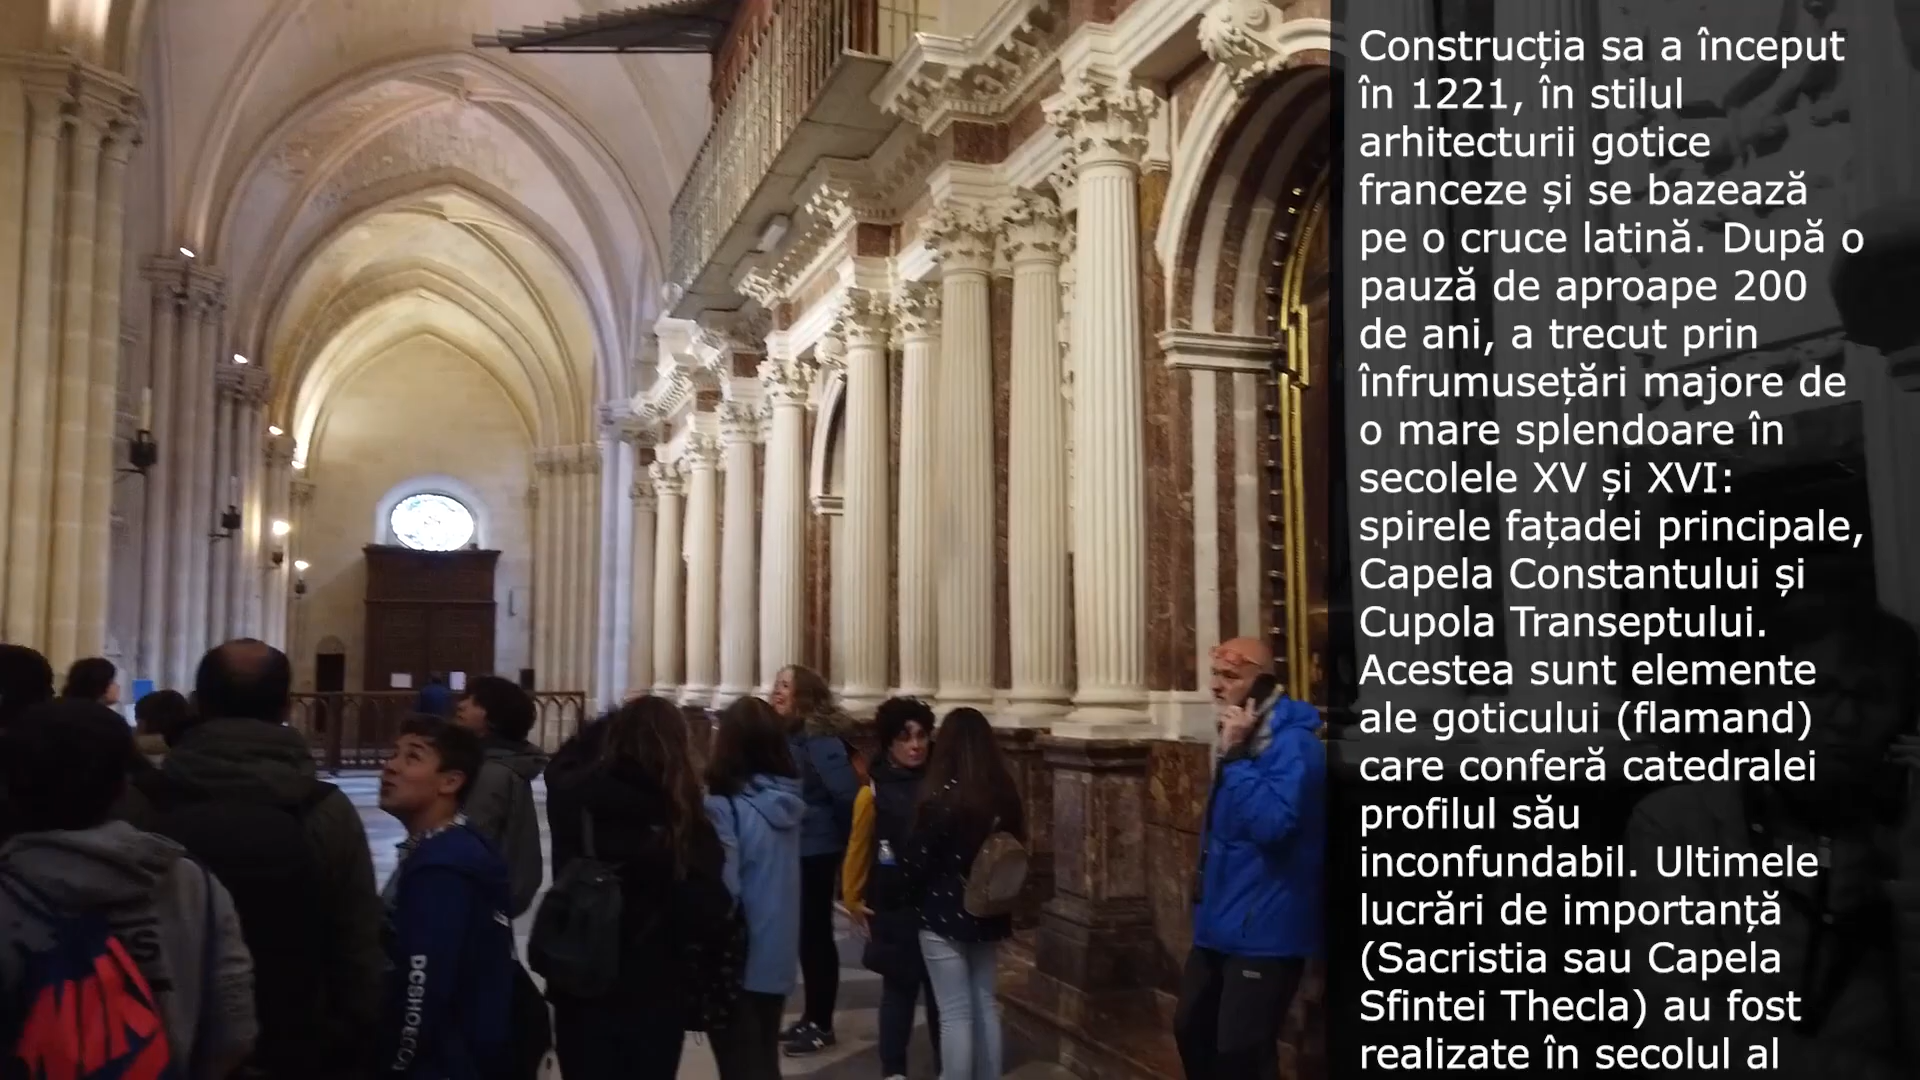 Construcția sa a început
în 1221, în stilul
arhitecturii gotice
franceze și se bazează
pe o cruce latină. După o
pauză de aproape 200
de ani, a trecut prin
înfrumusețări majore de
o mare splendoare în
secolele XV și XVI:
spirele fațadei principale,
Capela Constantului și
Cupola Transeptului.
Acestea sunt elemente
ale goticului (flamand)
care conferă catedralei
profilul său
inconfundabil. Ultimele
lucrări de importanță
(Sacristia sau Capela
Sfintei Thecla) au fost
realizate în secolul al
DCSHOECO